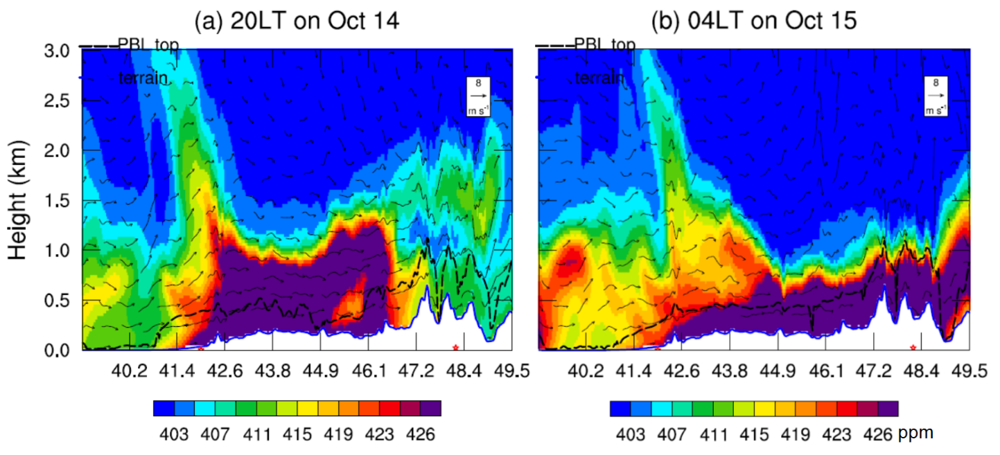 (a) 20LT on Oct 14
PBL top
terrain
8
m s⁻¹
Height (km)
3.0
2.5
2.0
1.5
1.0
0.5
0.0
40.2 41.4 42.6 43.8 44.9 46.1 47.2 48.4 49.5
403 407 411 415 419 423 426
(b) 04LT on Oct 15
PBL top
terrain
8
m s⁻¹
40.2 41.4 42.6 43.8 44.9 46.1 47.2 48.4 49.5
403 407 411 415 419 423 426 ppm